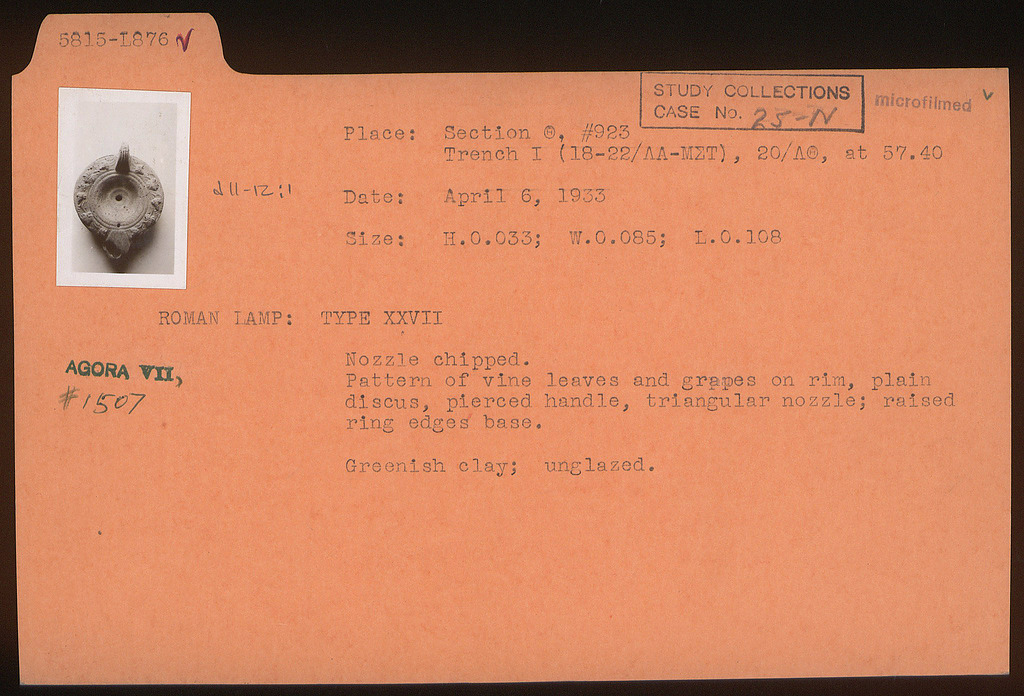 5815-L876 ✓
STUDY COLLECTIONS
CASE No. 25-IV
microfilmed ✓
Place: Section Θ, #923
Trench I (18-22/ΛΛ-ΜΣΤ), 20/ΛΘ, at 57.40
Date: April 6, 1933
Size: H.0.033; W.0.085; L.0.108
ROMAN LAMP: TYPE XXVII
AGORA VII,
#1507
Nozzle chipped.
Pattern of vine leaves and grapes on rim, plain
discus, pierced handle, triangular nozzle; raised
ring edges base.
Greenish clay; unglazed.